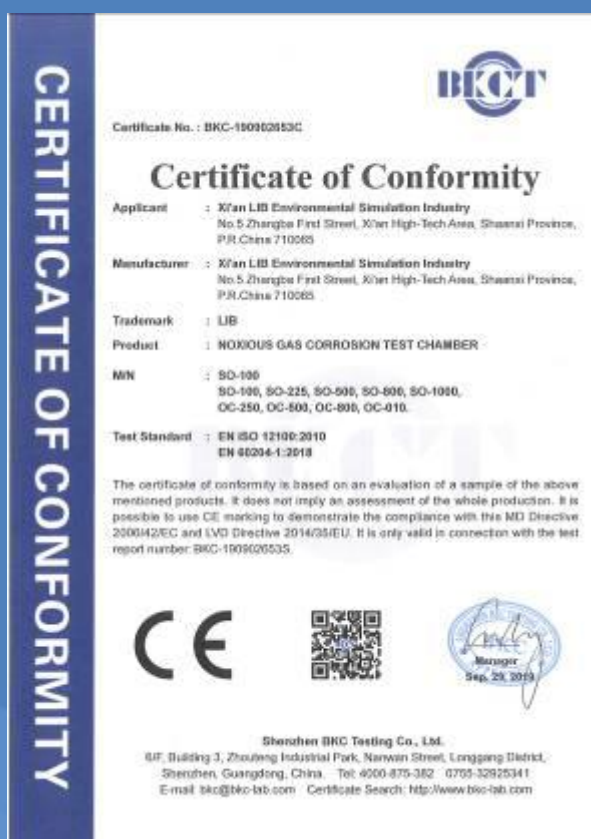 CERTIFICATE OF CONFORMITY
BKCT
Certificate No. : BKC-190902653C
Certificate of Conformity
Applicant : Xi'an LIB Environmental Simulation Industry
No.5 Zhangba First Street, Xi'an High-Tech Area, Shaanxi Province,
P.R.China 710065
Manufacturer : Xi'an LIB Environmental Simulation Industry
No.5 Zhangba First Street, Xi'an High-Tech Area, Shaanxi Province,
P.R.China 710065
Trademark : LIB
Product : NOXIOUS GAS CORROSION TEST CHAMBER
M/N : SO-100
SO-100, SO-225, SO-500, SO-800, SO-1000,
OC-250, OC-500, OC-800, OC-010.
Test Standard : EN ISO 12100:2010
EN 60204-1:2018
The certificate of conformity is based on an evaluation of a sample of the above
mentioned products. It does not imply an assessment of the whole production. It is
possible to use CE marking to demonstrate the compliance with this MD Directive
2006/42/EC and LVD Directive 2014/35/EU. It is only valid in connection with the test
report number: BKC-190902653S.
CE
Manager
Sep. 29, 2019
Shenzhen BKC Testing Co., Ltd.
6/F, Building 3, Zhouteng Industrial Park, Nanwan Street, Longgang District,
Shenzhen, Guangdong, China. Tel: 4000-875-382 0755-32925341
E-mail: bkc@bkc-lab.com Certificate Search: http://www.bkc-lab.com